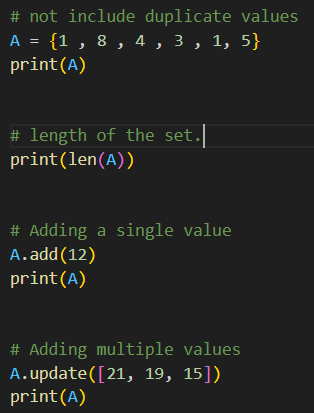 # not include duplicate values
A = {1 , 8 , 4 , 3 , 1, 5}
print(A)
# length of the set.
print(len(A))
# Adding a single value
A.add(12)
print(A)
# Adding multiple values
A.update([21, 19, 15])
print(A)